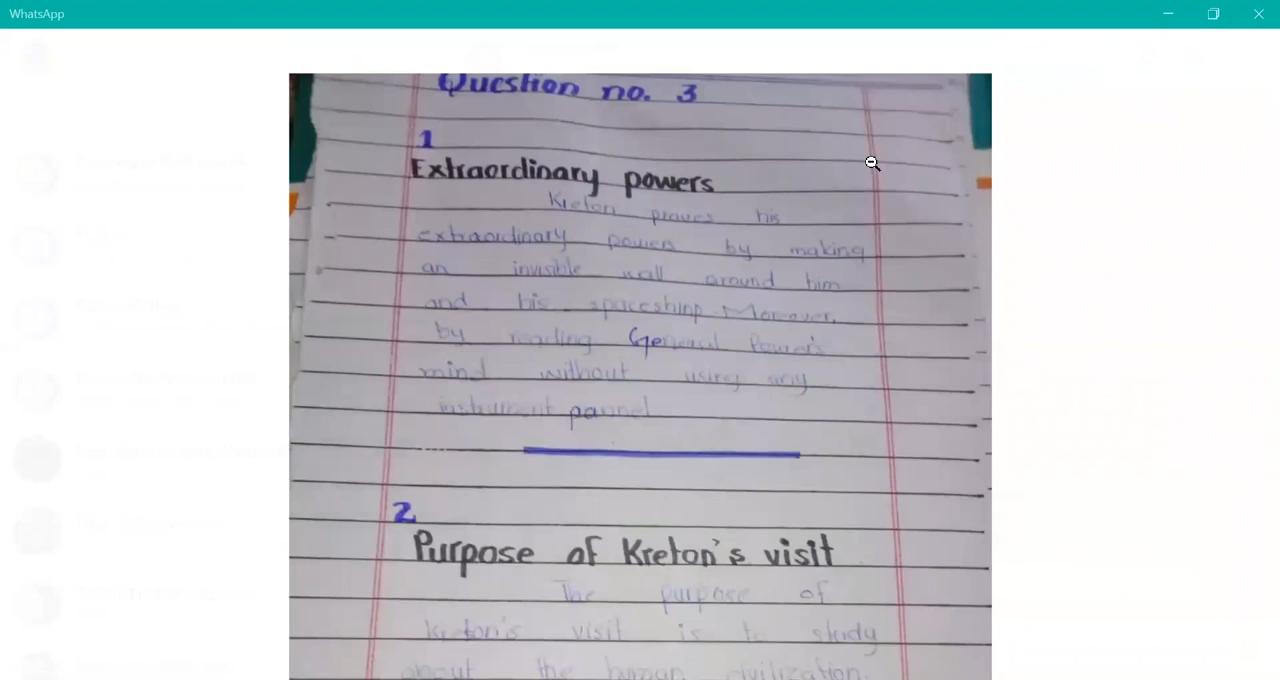 WhatsApp
Question no. 3
1
Extraordinary powers
Kreton proves his
extraordinary powers by making
an invisible wall around him
and his spaceship. Moreover,
by reading General Power's
mind without using any
instrument pannel
2
Purpose of Kreton's visit
The purpose of
Kreton's visit is to study
about the human civilization.